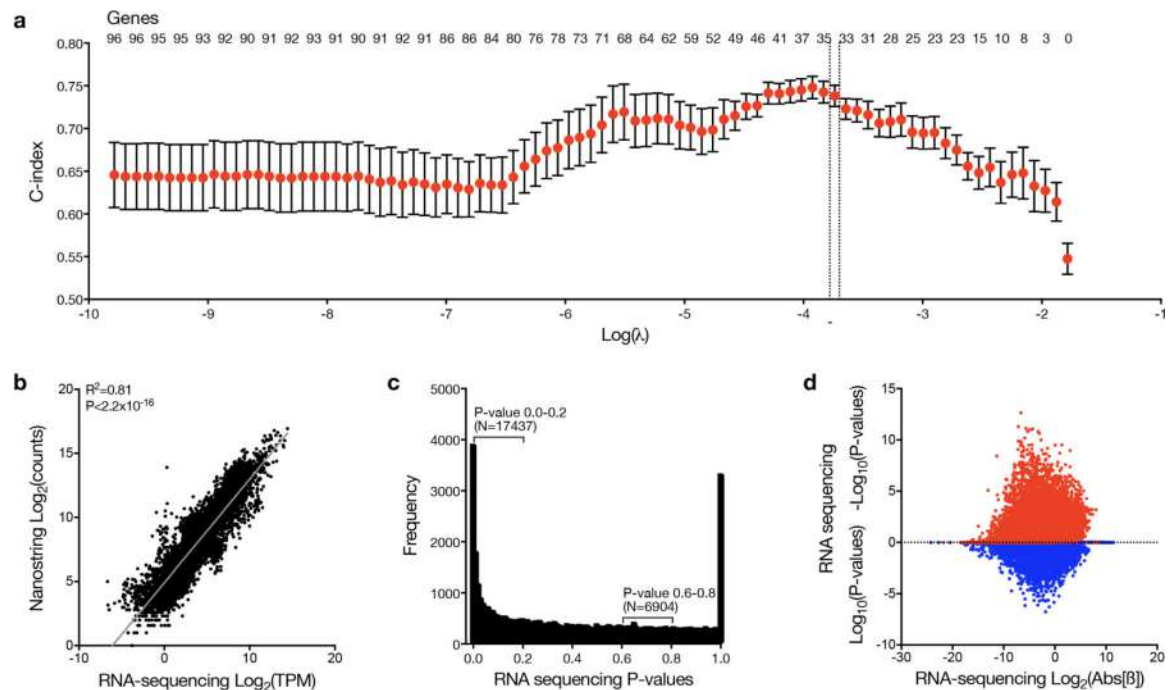 a
Genes
96 96 95 95 93 92 90 91 92 93 91 90 91 92 91 86 86 84 80 76 78 73 71 68 64 62 59 52 49 46 41 37 35 33 31 28 25 23 23 15 10 8 3 0
0.80
0.75
0.70
0.65
0.60
0.55
0.50
C-index
-10 -9 -8 -7 -6 -5 -4 -3 -2 -1
Log(λ)
b
R²=0.81
P<2.2x10⁻¹⁶
20
15
10
5
0
Nanostring Log₂(counts)
-10 0 10 20
RNA-sequencing Log₂(TPM)
c
5000
4000
3000
2000
1000
0
Frequency
P-value 0.0-0.2
(N=17437)
P-value 0.6-0.8
(N=6904)
0.0 0.2 0.4 0.6 0.8 1.0
RNA sequencing P-values
d
15
10
5
0
-5
-10
RNA sequencing
Log₁₀(P-values) -Log₁₀(P-values)
-30 -20 -10 0 10 20
RNA-sequencing Log₂(Abs[ß])